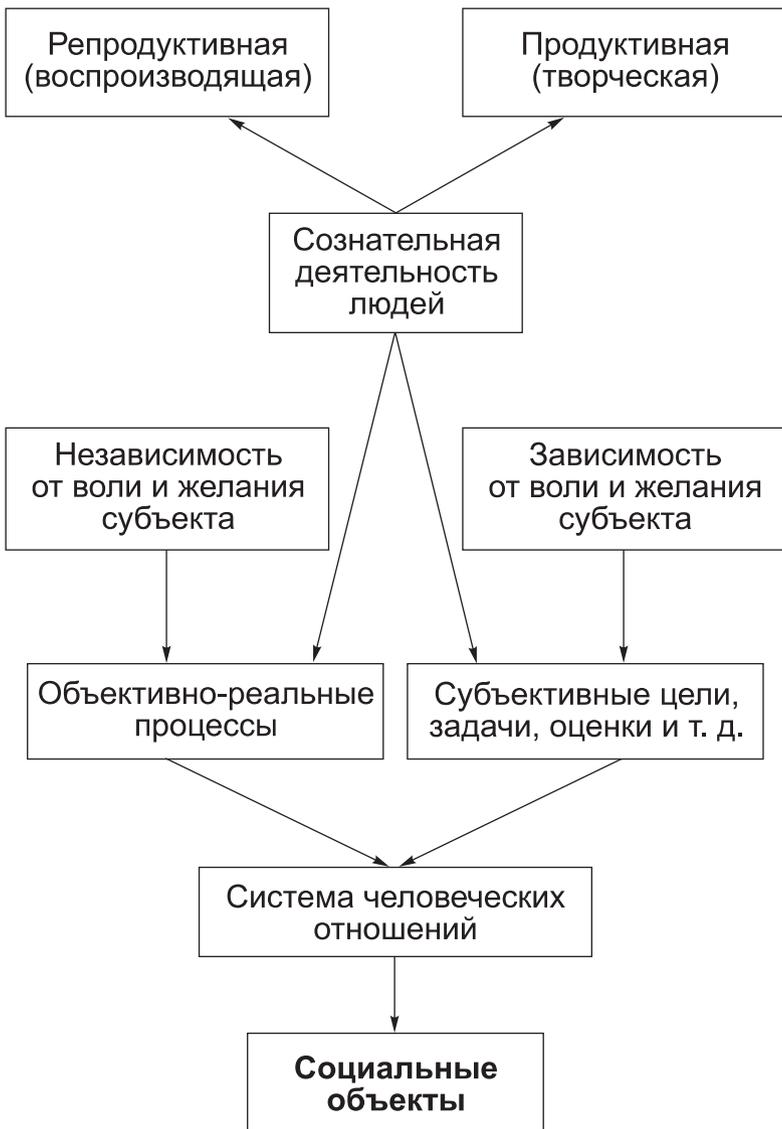 Репродуктивная
(воспроизводящая)
Продуктивная
(творческая)
Сознательная
деятельность
людей
Независимость
от воли и желания
субъекта
Зависимость
от воли и желания
субъекта
Объективно-реальные
процессы
Субъективные цели,
задачи, оценки и т. д.
Система человеческих
отношений
Социальные
объекты